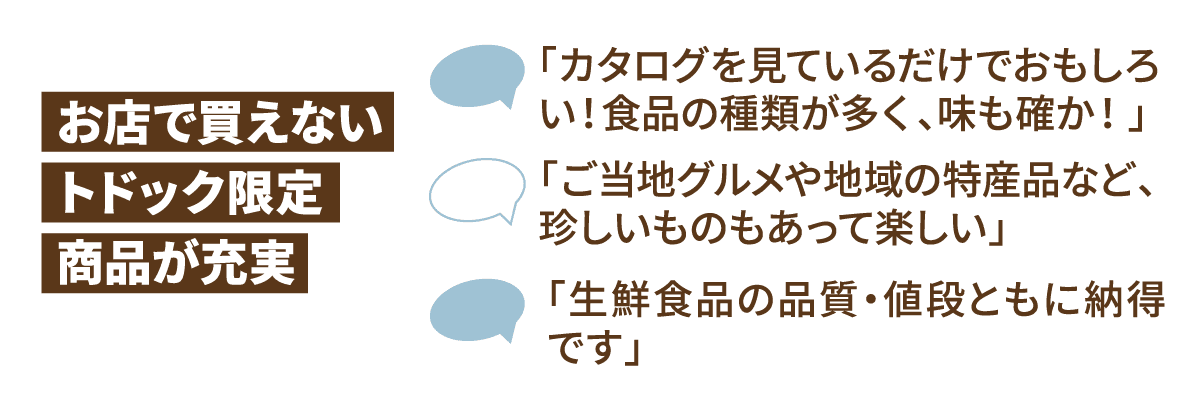 お店で買えない
トドック限定
商品が充実
「カタログを見ているだけでおもしろ
い！食品の種類が多く、味も確か！」
「ご当地グルメや地域の特産品など、
珍しいものもあって楽しい」
「生鮮食品の品質・値段ともに納得
です」